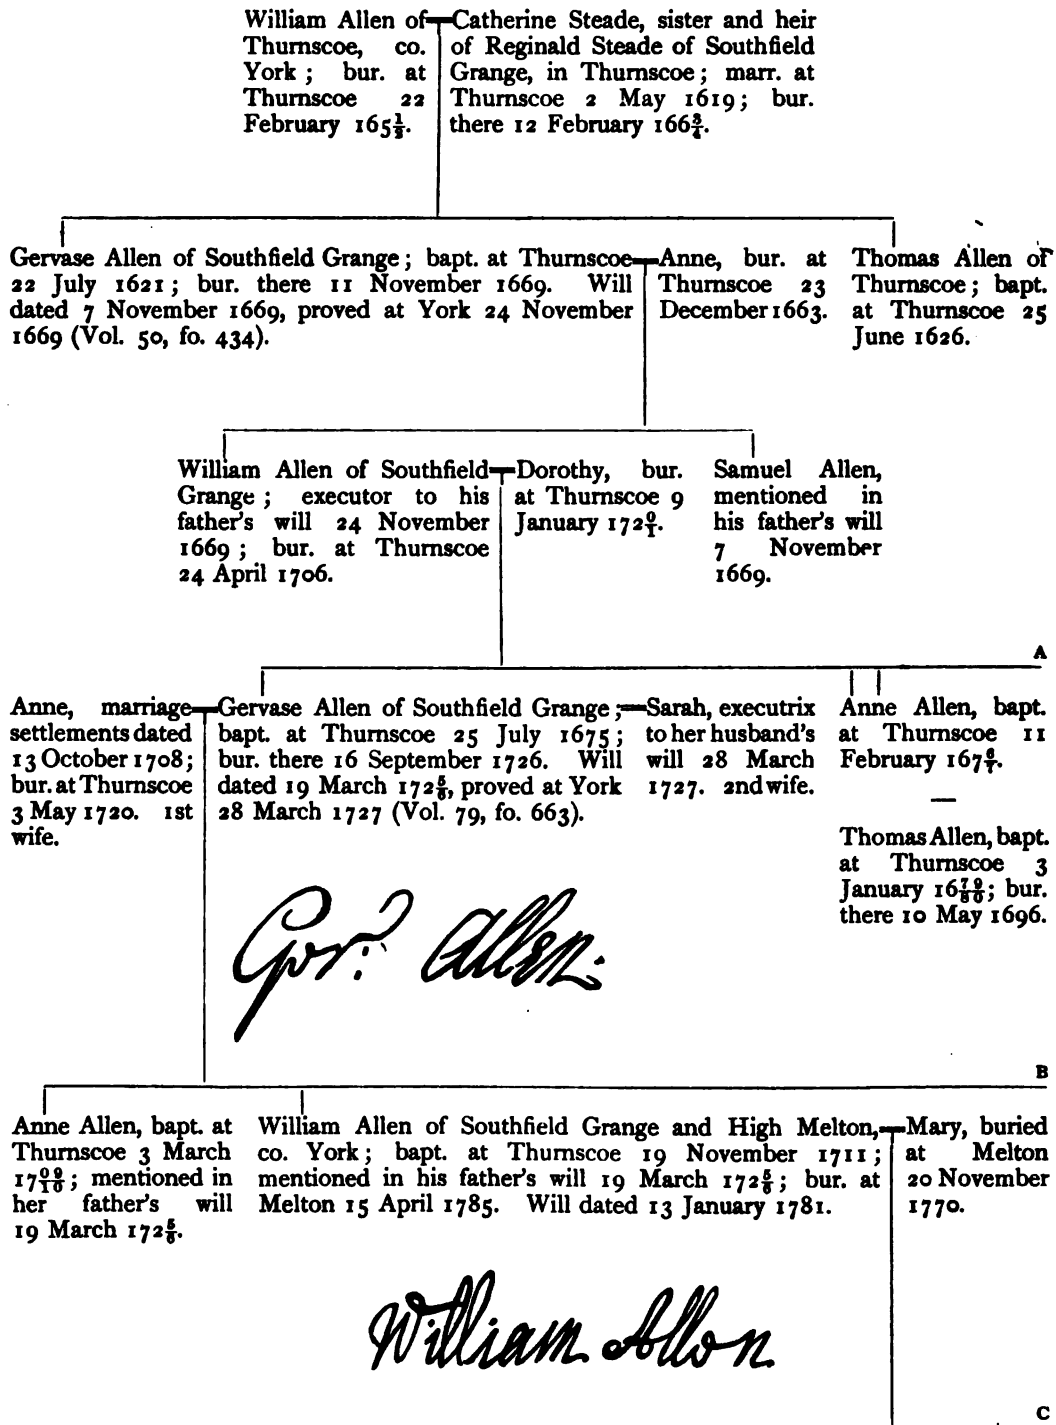 William Allen of
Thurnscoe, co.
York ; bur. at
Thurnscoe 22
February 165½.
Catherine Steade, sister and heir
of Reginald Steade of Southfield
Grange, in Thurnscoe ; marr. at
Thurnscoe 2 May 1619 ; bur.
there 12 February 166¾.
Gervase Allen of Southfield Grange ; bapt. at Thurnscoe
22 July 1621 ; bur. there 11 November 1669. Will
dated 7 November 1669, proved at York 24 November
1669 (Vol. 50, fo. 434).
Anne, bur. at
Thurnscoe 23
December 1663.
Thomas Allen of
Thurnscoe ; bapt.
at Thurnscoe 25
June 1626.
William Allen of Southfield
Grange ; executor to his
father's will 24 November
1669 ; bur. at Thurnscoe
24 April 1706.
Dorothy, bur.
at Thurnscoe 9
January 172⁰⁄₁.
Samuel Allen,
mentioned in
his father's will
7 November
1669.
A
Anne, marriage
settlements dated
13 October 1708 ;
bur. at Thurnscoe
3 May 1720. 1st
wife.
Gervase Allen of Southfield Grange ;
bapt. at Thurnscoe 25 July 1675 ;
bur. there 16 September 1726. Will
dated 19 March 172⅚, proved at York
28 March 1727 (Vol. 79, fo. 663).
Sarah, executrix
to her husband's
will 28 March
1727. 2nd wife.
Anne Allen, bapt.
at Thurnscoe 11
February 167⁶⁄₇.
—
Thomas Allen, bapt.
at Thurnscoe 3
January 16⁷⁹⁄₈₀ ; bur.
there 10 May 1696.
Ger: Allen.
B
Anne Allen, bapt. at
Thurnscoe 3 March
17⁰⁹⁄₁₀ ; mentioned in
her father's will
19 March 172⅚.
William Allen of Southfield Grange and High Melton,
co. York ; bapt. at Thurnscoe 19 November 1711 ;
mentioned in his father's will 19 March 172⅚ ; bur. at
Melton 15 April 1785. Will dated 13 January 1781.
Mary, buried
at Melton
20 November
1770.
William Allen
C